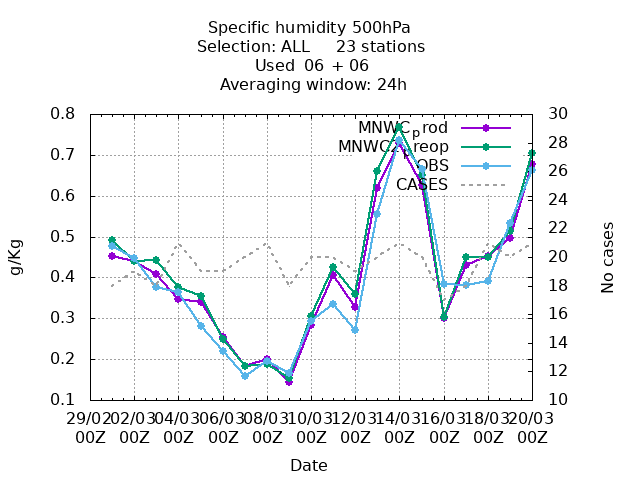 Specific humidity 500hPa
Selection: ALL 23 stations
Used 06 + 06
Averaging window: 24h
0.8
0.7
0.6
0.5
0.4
0.3
0.2
0.1
g/Kg
MNWC_prod
preop
OBS
CASES
30
28
26
24
22
20
18
16
14
12
10
No cases
29/02 02/03 04/03 06/03 08/03 10/03 12/03 14/03 16/03 18/03 20/03
00Z 00Z 00Z 00Z 00Z 00Z 00Z 00Z 00Z 00Z 00Z
Date